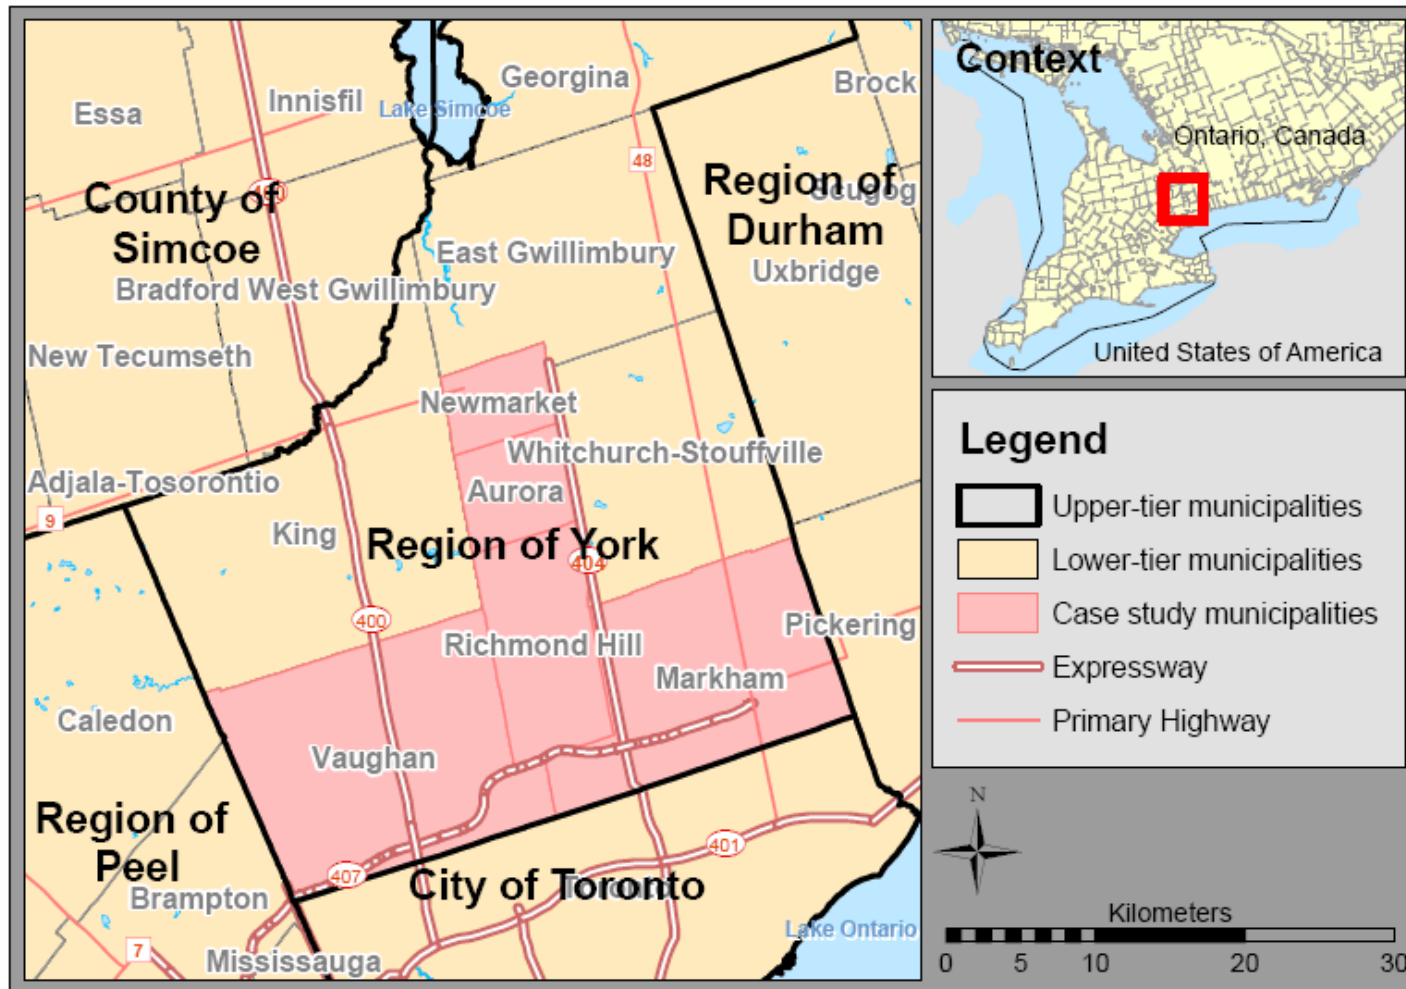 Essa
Innisfil
Georgina
Brock
Lake Simcoe
48
400
County of
Simcoe
Region of
Durham
Scugog
East Gwillimbury
Uxbridge
Bradford West Gwillimbury
New Tecumseth
Newmarket
Whitchurch-Stouffville
Adjala-Tosorontio
Aurora
9
King
Region of York
404
400
Richmond Hill
Pickering
Markham
Caledon
Vaughan
Region of
Peel
407
401
City of Toronto
Toronto
Brampton
Lake Ontario
7
Mississauga
Context
Ontario, Canada
United States of America
Legend
Upper-tier municipalities
Lower-tier municipalities
Case study municipalities
Expressway
Primary Highway
N
Kilometers
0 5 10 20 30